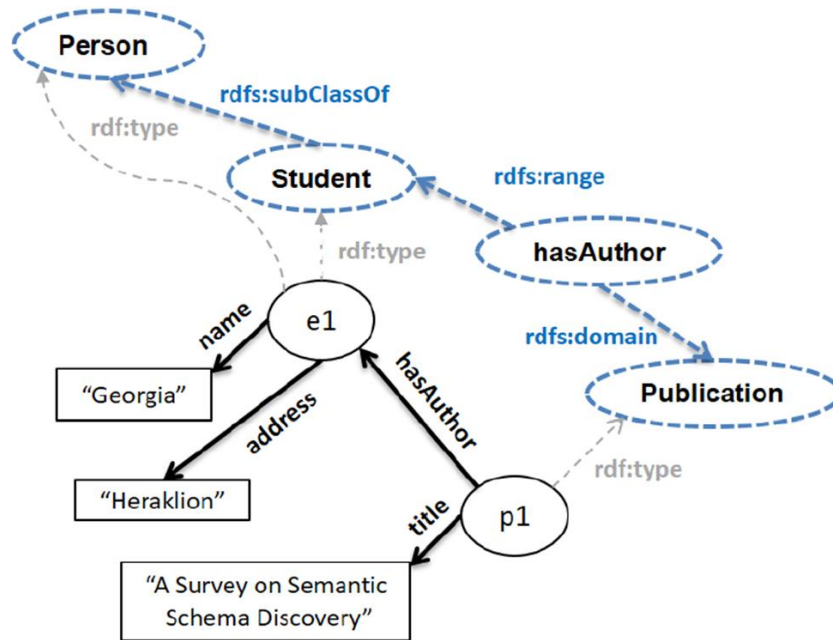 Person
rdfs:subClassOf
rdf:type
Student
rdfs:range
rdf:type
hasAuthor
e1
name
rdfs:domain
hasAuthor
"Georgia"
address
Publication
rdf:type
"Heraklion"
title
p1
"A Survey on Semantic
Schema Discovery"